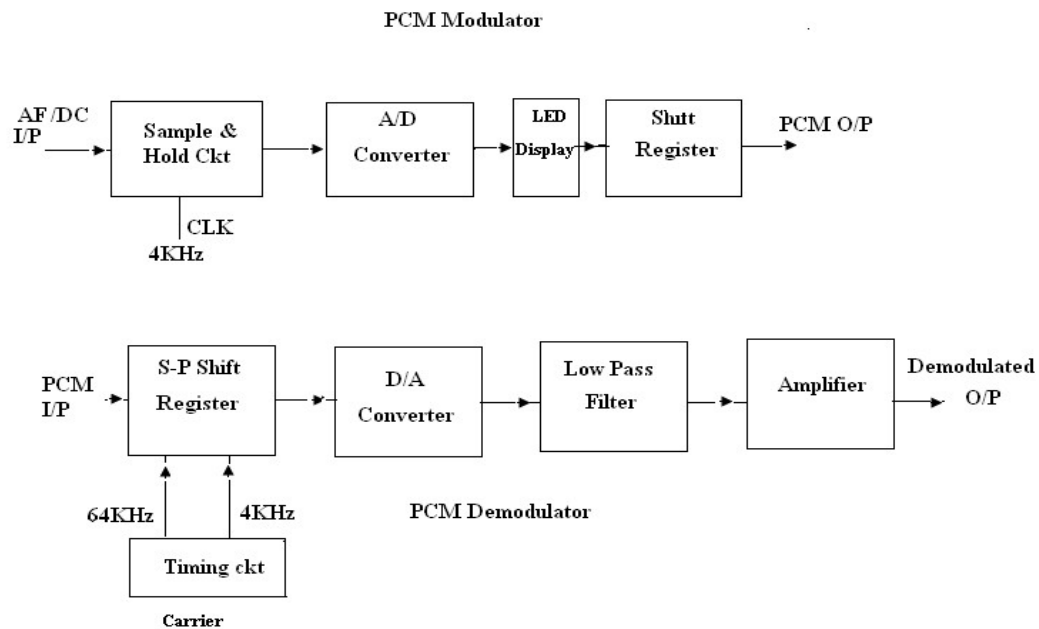 PCM Modulator
AF/DC
I/P
Sample &
Hold Ckt
A/D
Converter
LED
Display
Shift
Register
PCM O/P
CLK
4KHz
PCM
I/P
S-P Shift
Register
D/A
Converter
Low Pass
Filter
Amplifier
Demodulated
O/P
64KHz
4KHz
PCM Demodulator
Timing ckt
Carrier